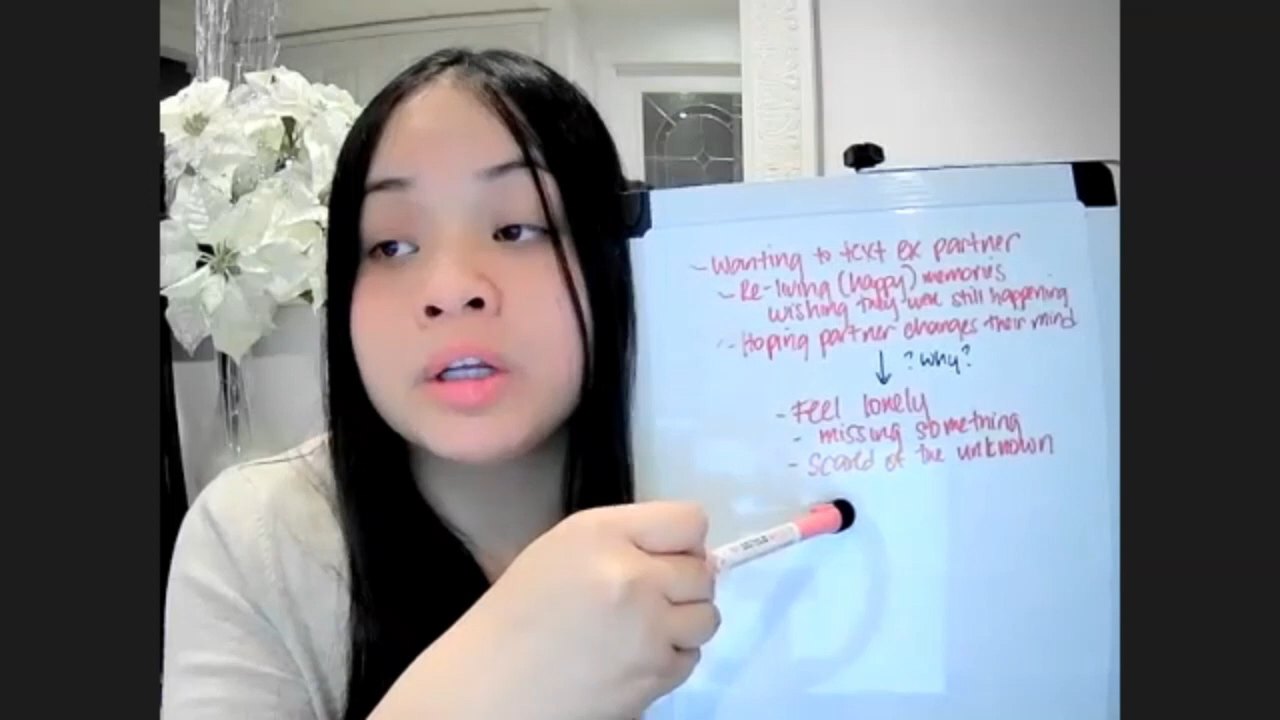 - Wanting to text ex partner
- Re-living (happy) memories
wishing they were still happening
- Hoping partner changes their mind
? why?
- Feel lonely
- missing something
- scared of the unknown